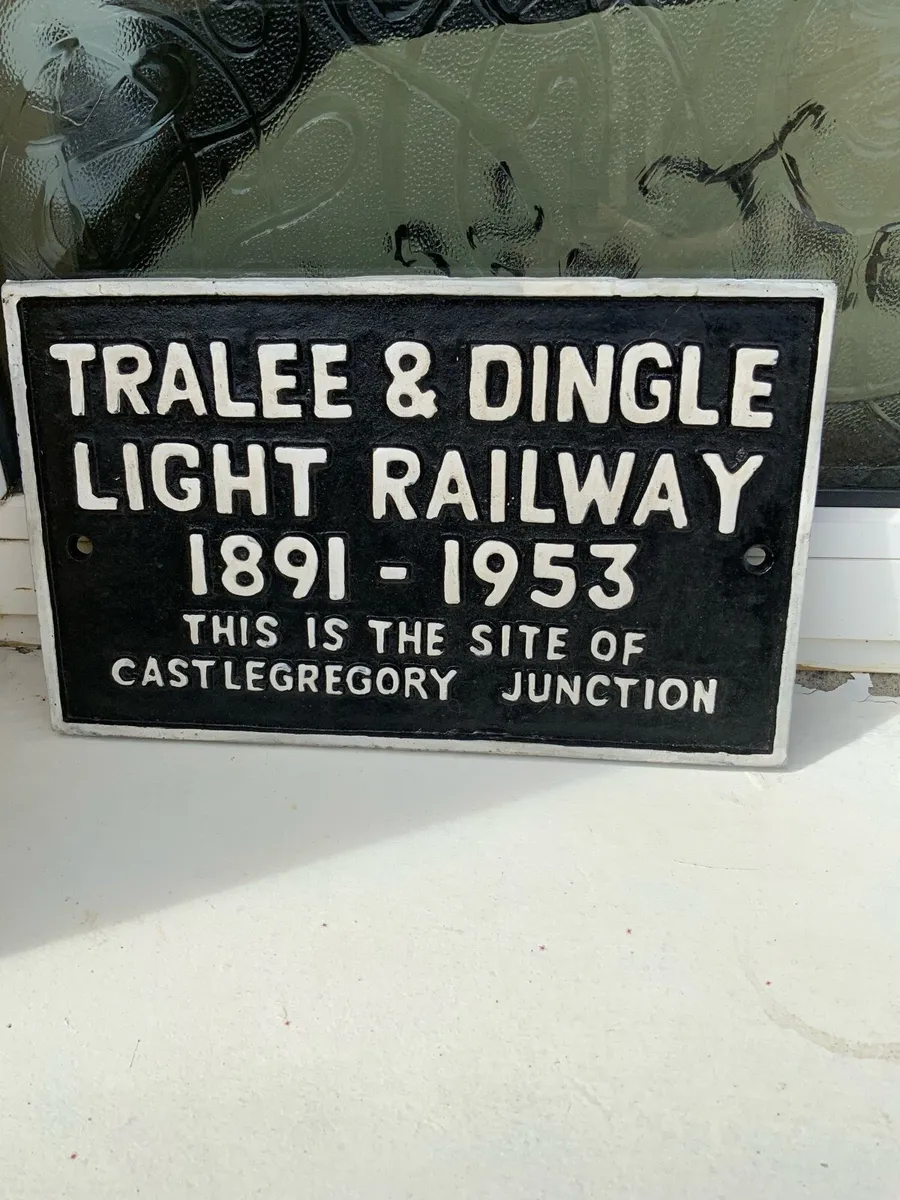 TRALEE & DINGLE
LIGHT RAILWAY
1891 - 1953
THIS IS THE SITE OF
CASTLEGREGORY JUNCTION